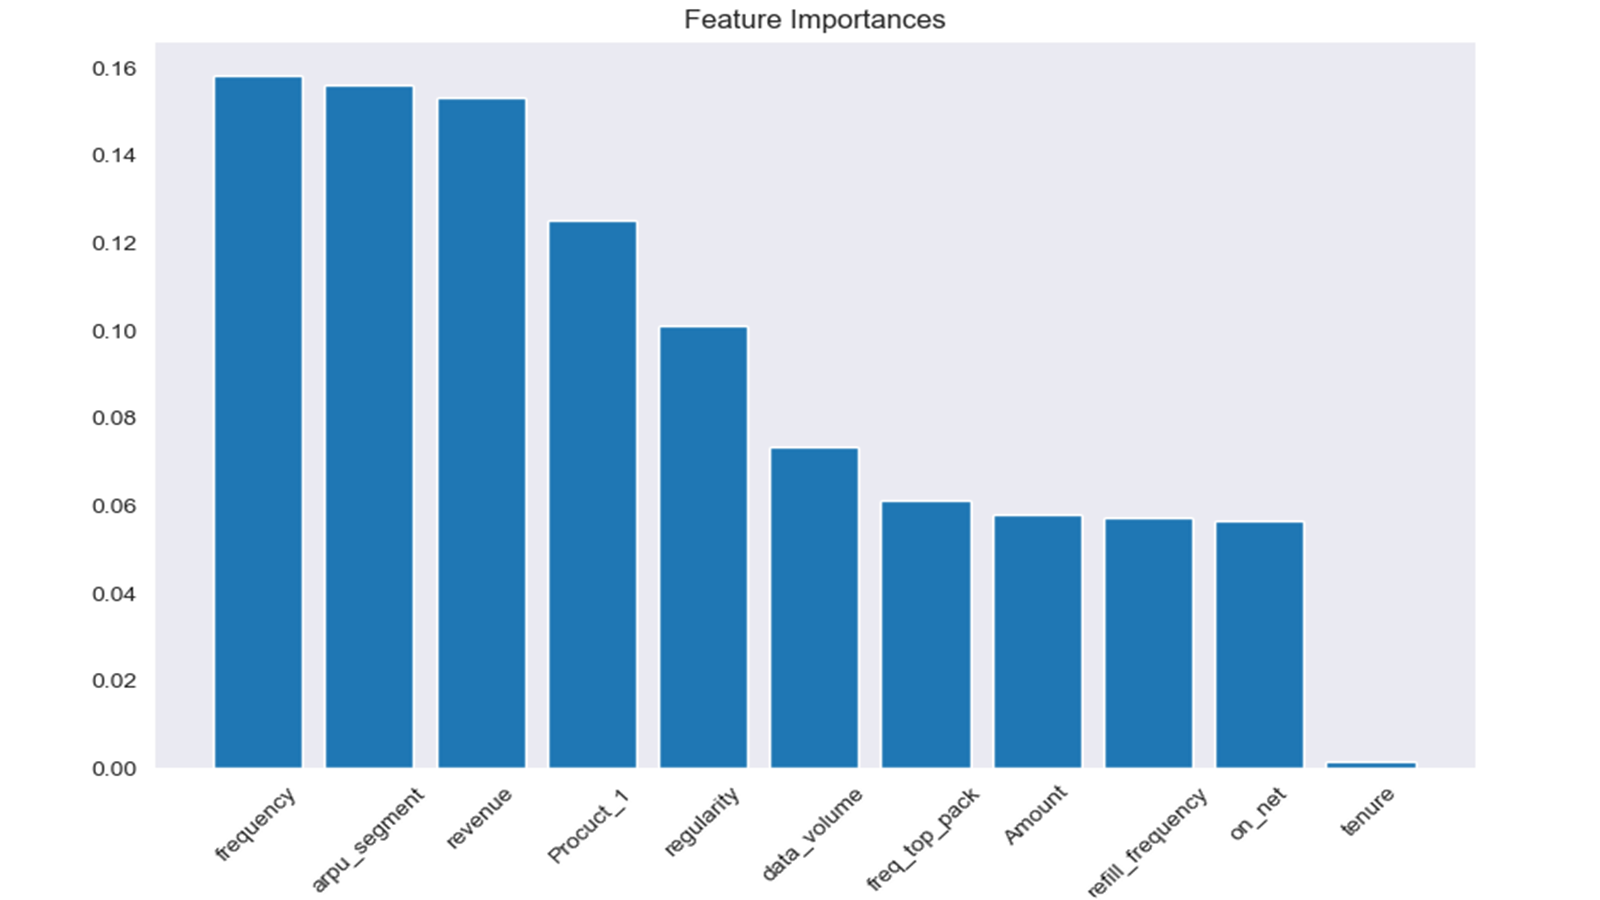 Feature Importances
0.16
0.14
0.12
0.10
0.08
0.06
0.04
0.02
0.00
frequency
arpu_segment
revenue
Procuct_1
regularity
data_volume
freq_top_pack
Amount
refill_frequency
on_net
tenure